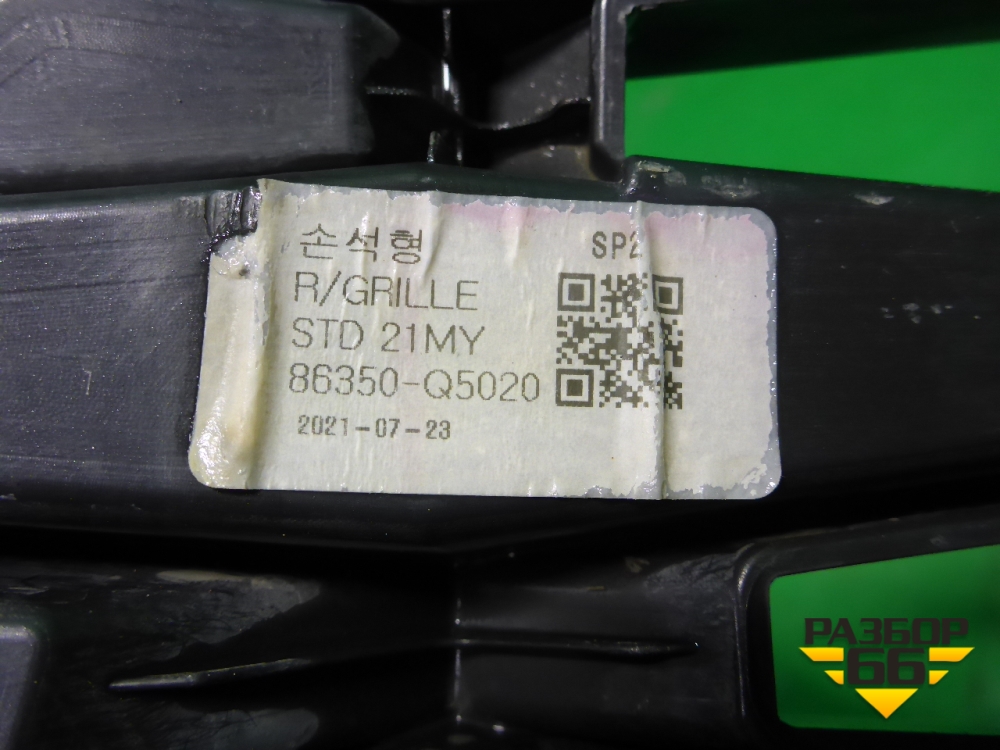 손석형 SP2
R/GRILLE
STD 21MY
86350-Q5020
2021-07-23
РАЗБОР
66